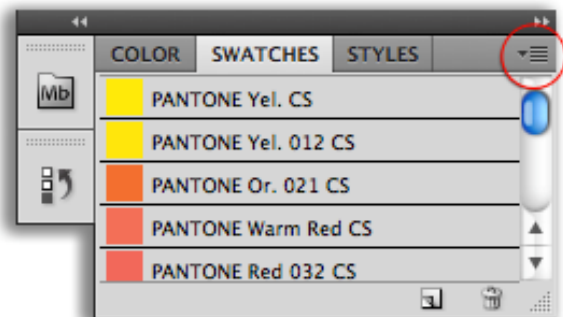 COLOR SWATCHES STYLES
Mb
PANTONE Yel. CS
PANTONE Yel. 012 CS
PANTONE Or. 021 CS
PANTONE Warm Red CS
PANTONE Red 032 CS